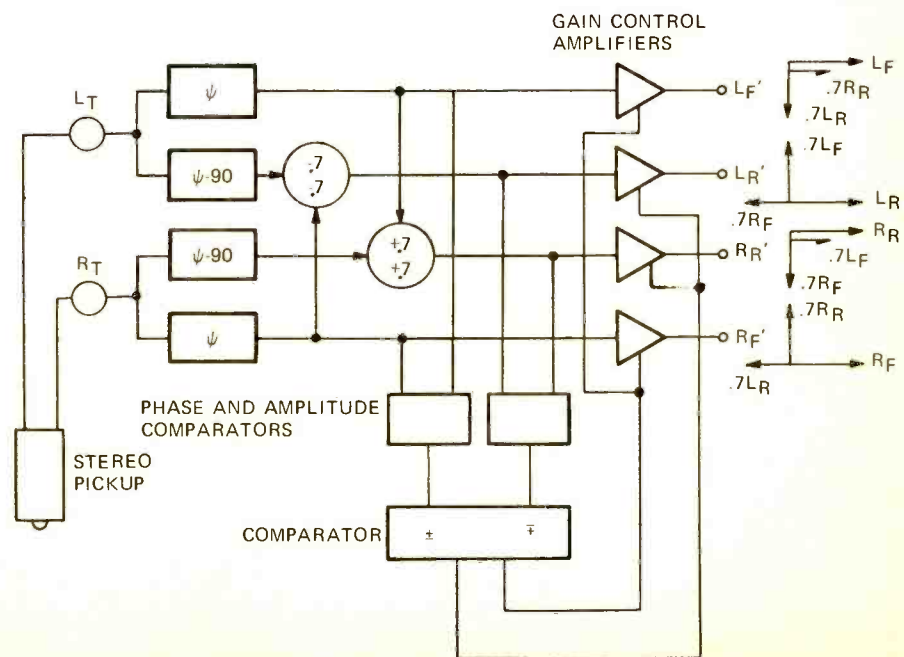 GAIN CONTROL
AMPLIFIERS
LT
ψ
LF'
LF
.7RR
.7LR
ψ-90
.7
.7
LR'
.7LF
LR
.7RF
RT
ψ-90
+.7
+.7
RR'
RR
.7LF
.7RF
ψ
RF'
.7RR
RF
.7LR
PHASE AND AMPLITUDE
COMPARATORS
STEREO
PICKUP
COMPARATOR
±
∓